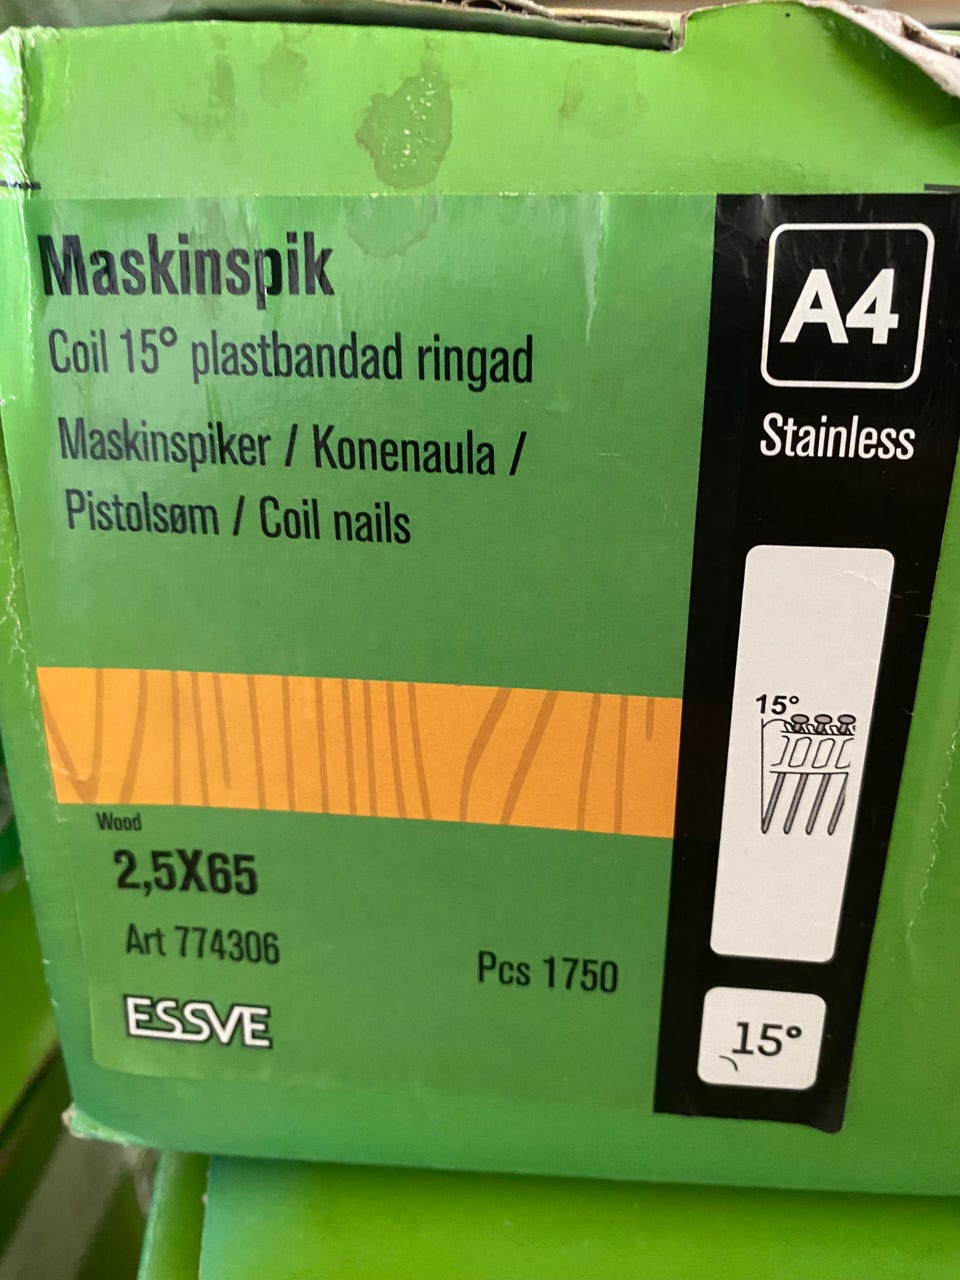 Maskinspik
Coil 15° plastbandad ringad
Maskinspiker / Konenaula /
Pistolsøm / Coil nails
Wood
2,5X65
Art 774306
Pcs 1750
ESSVE
A4
Stainless
15°
15°